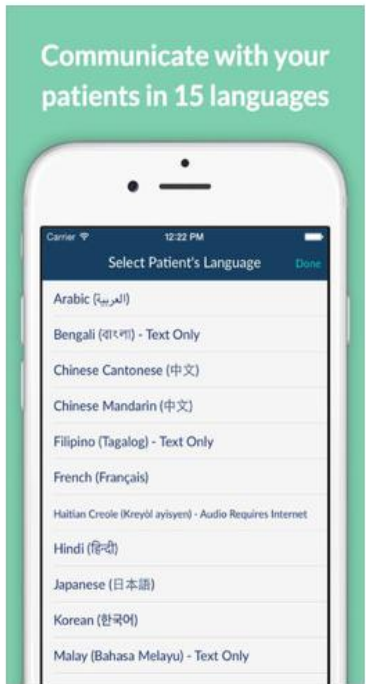 Communicate with your
patients in 15 languages
Carrier 12:22 PM
Select Patient's Language Done
Arabic (العربية)
Bengali (বাংলা) - Text Only
Chinese Cantonese (中文)
Chinese Mandarin (中文)
Filipino (Tagalog) - Text Only
French (Français)
Haitian Creole (Kreyòl ayisyen) - Audio Requires Internet
Hindi (हिन्दी)
Japanese (日本語)
Korean (한국어)
Malay (Bahasa Melayu) - Text Only